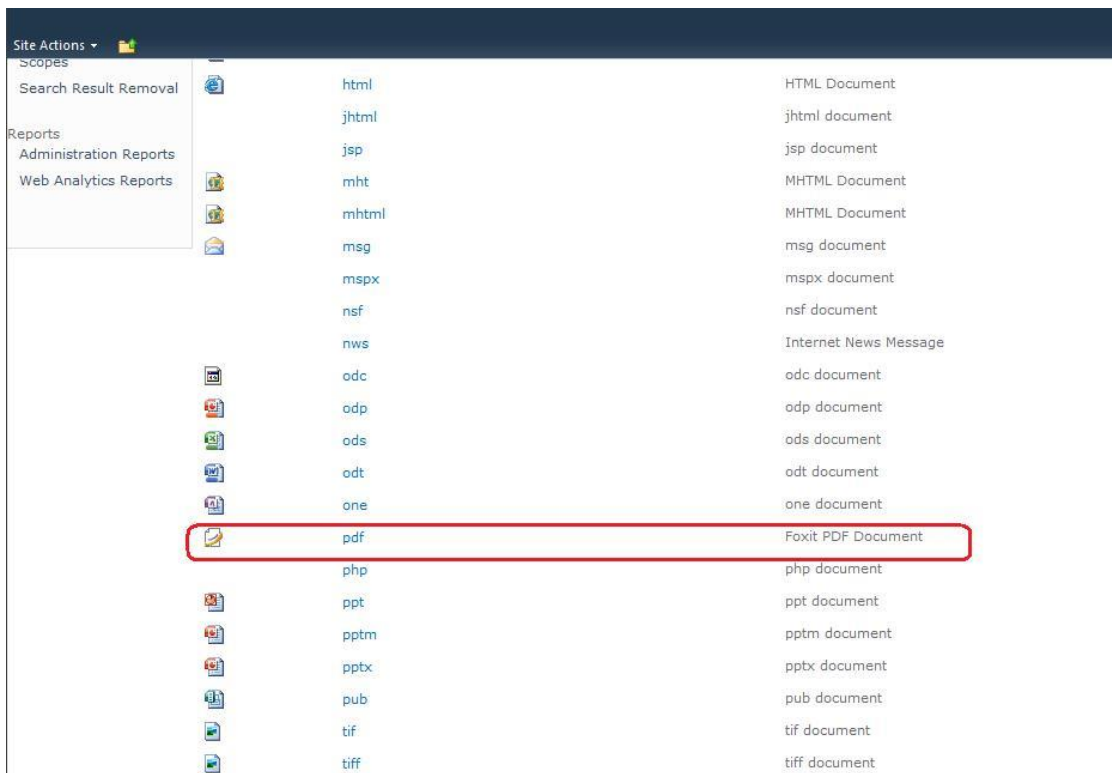 Site Actions
Scopes
Search Result Removal
Reports
Administration Reports
Web Analytics Reports
html HTML Document
jhtml jhtml document
jsp jsp document
mht MHTML Document
mhtml MHTML Document
msg msg document
mspx mspx document
nsf nsf document
nws Internet News Message
odc odc document
odp odp document
ods ods document
odt odt document
one one document
pdf Foxit PDF Document
php php document
ppt ppt document
pptm pptm document
pptx pptx document
pub pub document
tif tif document
tiff tiff document